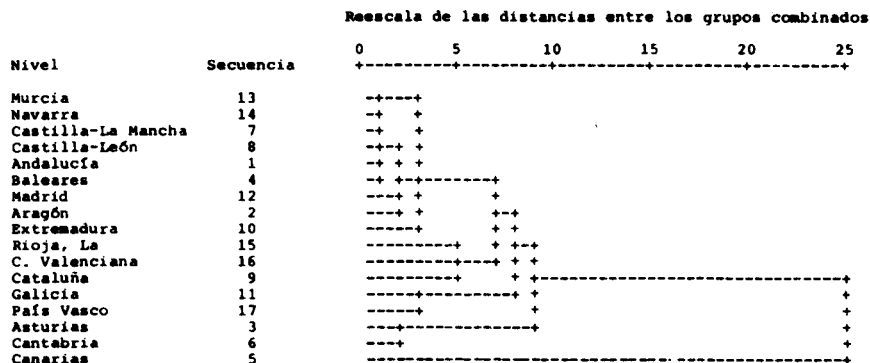 Reescala de las distancias entre los grupos combinados
0 5 10 15 20 25
Nivel Secuencia +---------+---------+---------+---------+---------+
Murcia 13 -+---+
Navarra 14 -+ +
Castilla-La Mancha 7 -+ +
Castilla-León 8 -+-+ +
Andalucía 1 -+ + +
Baleares 4 -+ +-+-------+
Madrid 12 ---+ + +
Aragón 2 ---+ + +-+
Extremadura 10 -----+ + +
Rioja, La 15 ---------+ + +-+
C. Valenciana 16 ---------+---+ + +
Cataluña 9 ---------+ + +-------------------------------+
Galicia 11 -----+---------+ + +
País Vasco 17 -----+ + +
Asturias 3 ---+-------------+ +
Cantabria 6 ---+ +
Canarias 5 -------------------------------------------------+